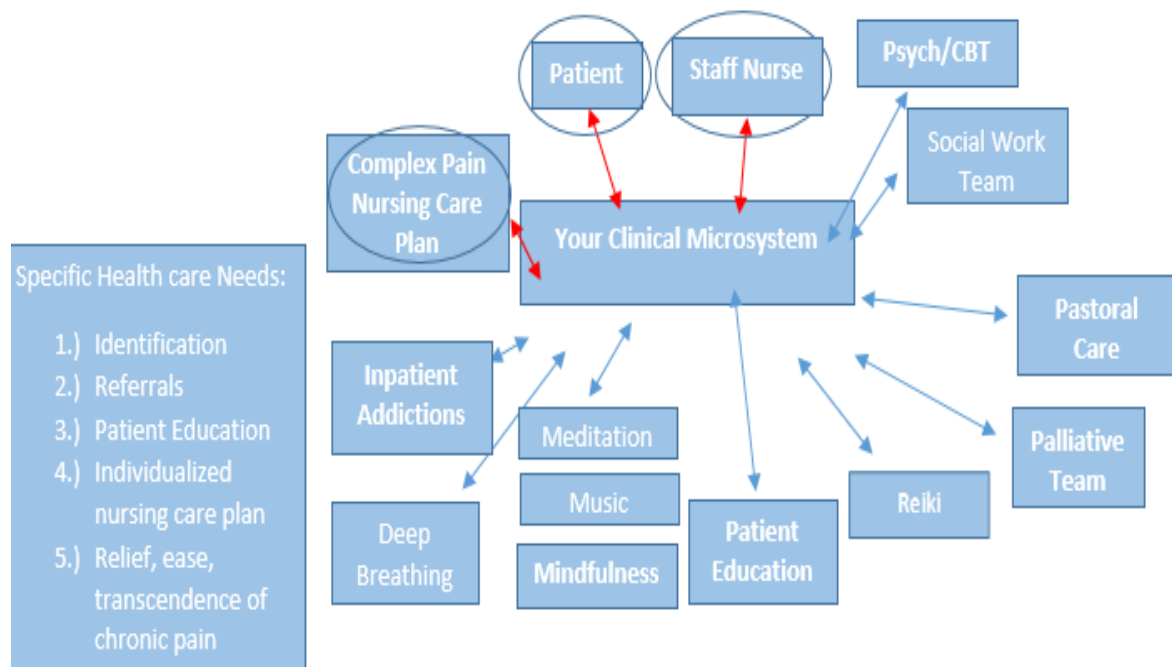 Patient
Staff Nurse
Psych/CBT
Social Work
Team
Complex Pain
Nursing Care
Plan
Your Clinical Microsystem
Specific Health care Needs:
1.) Identification
2.) Referrals
3.) Patient Education
4.) Individualized
nursing care plan
5.) Relief, ease,
transcendence of
chronic pain
Pastoral
Care
Inpatient
Addictions
Meditation
Music
Mindfulness
Deep
Breathing
Patient
Education
Reiki
Palliative
Team